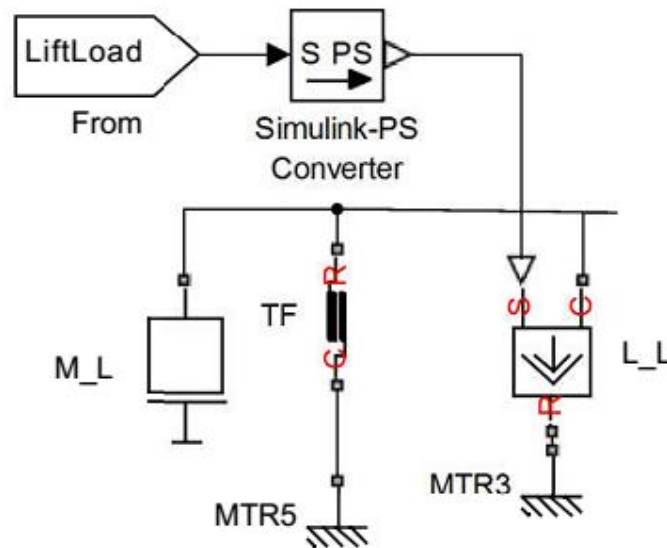 LiftLoad
S PS
From
Simulink-PS
Converter
R
S
C
TF
C
M_L
L_L
R
MTR3
MTR5